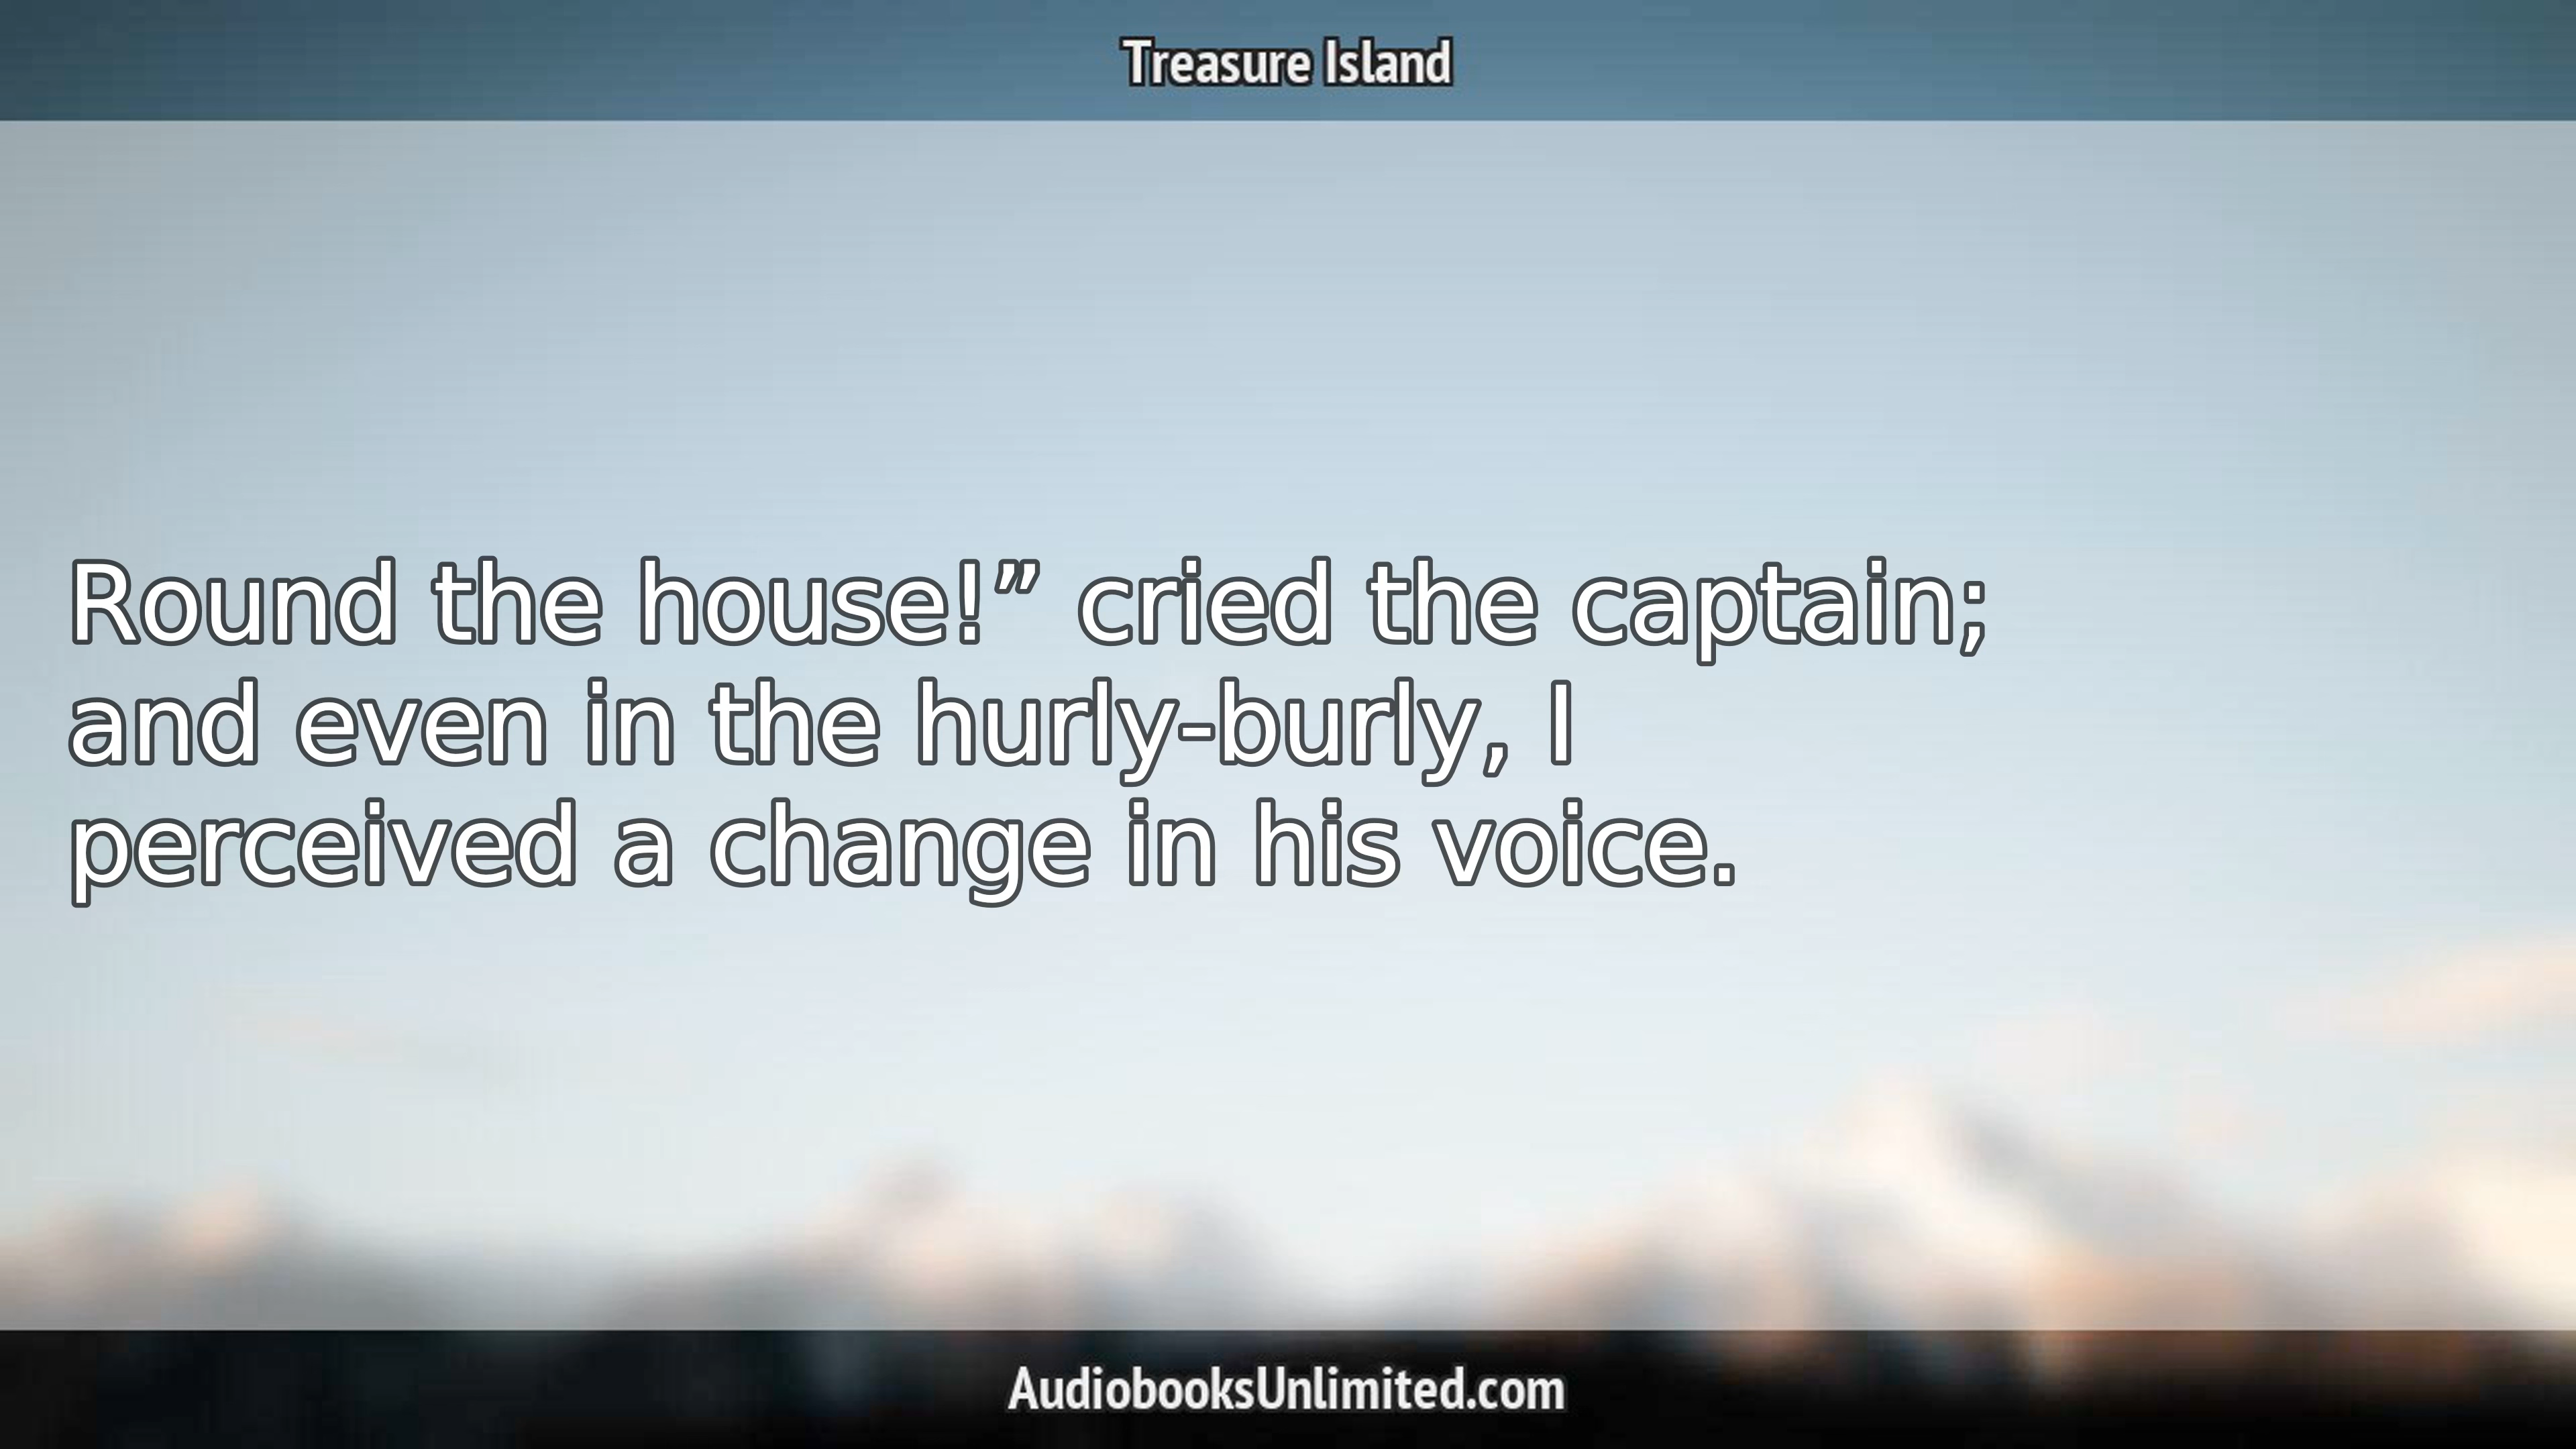 Treasure Island
Round the house!” cried the captain;
and even in the hurly-burly, I
perceived a change in his voice.
AudiobooksUnlimited.com